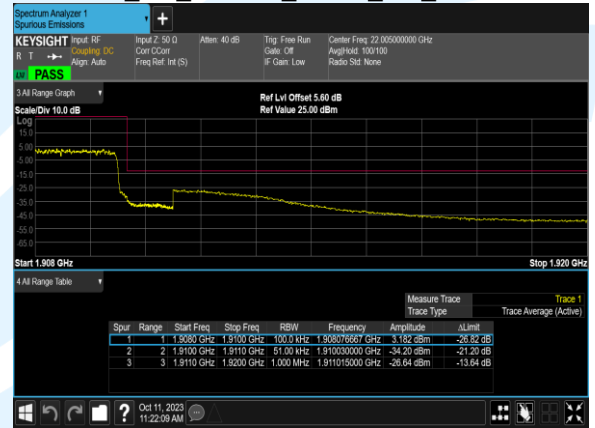 Spectrum Analyzer 1
Spurious Emissions
+
KEYSIGHT Input: RF Input Z: 50 Ω Atten: 40 dB Trig: Free Run Center Freq: 22.005000000 GHz
R T Coupling: DC Corr CCorr Gate: Off Avg|Hold: 100/100
Align: Auto Freq Ref: Int (S) IF Gain: Low Radio Std: None
PASS
3 All Range Graph
Ref Lvl Offset 5.60 dB
Scale/Div 10.0 dB Ref Value 25.00 dBm
Log
15.0
5.00
-5.00
-15.0
-25.0
-35.0
-45.0
-55.0
-65.0
Start 1.908 GHz Stop 1.920 GHz
4 All Range Table
Measure Trace Trace 1
Trace Type Trace Average (Active)
Spur Range Start Freq Stop Freq RBW Frequency Amplitude ΔLimit
1 1 1.9080 GHz 1.9100 GHz 100.0 kHz 1.908076667 GHz 3.182 dBm -26.82 dB
2 2 1.9100 GHz 1.9110 GHz 51.00 kHz 1.910030000 GHz -34.20 dBm -21.20 dB
3 3 1.9110 GHz 1.9200 GHz 1.000 MHz 1.911015000 GHz -26.64 dBm -13.64 dB
?
Oct 11, 2023
11:22:09 AM